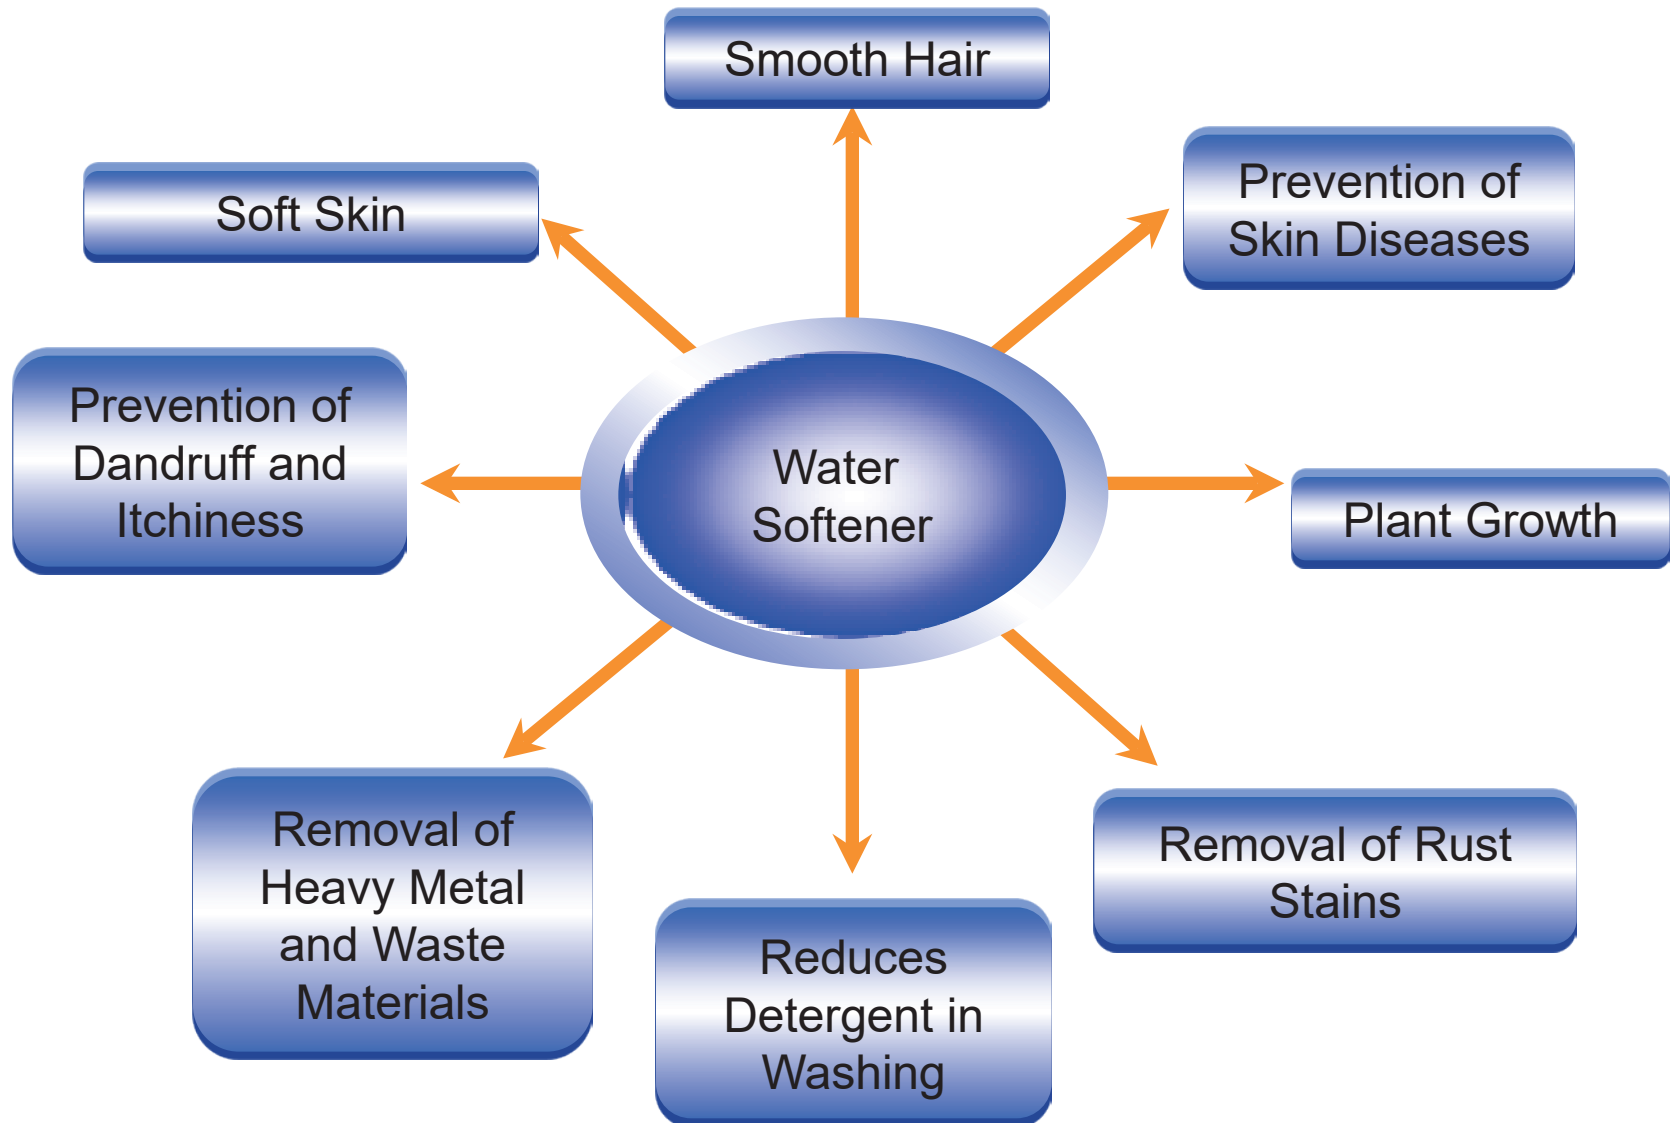 Smooth Hair
Prevention of
Skin Diseases
Soft Skin
Prevention of
Dandruff and
Itchiness
Water
Softener
Plant Growth
Removal of
Heavy Metal
and Waste
Materials
Reduces
Detergent in
Washing
Removal of Rust
Stains